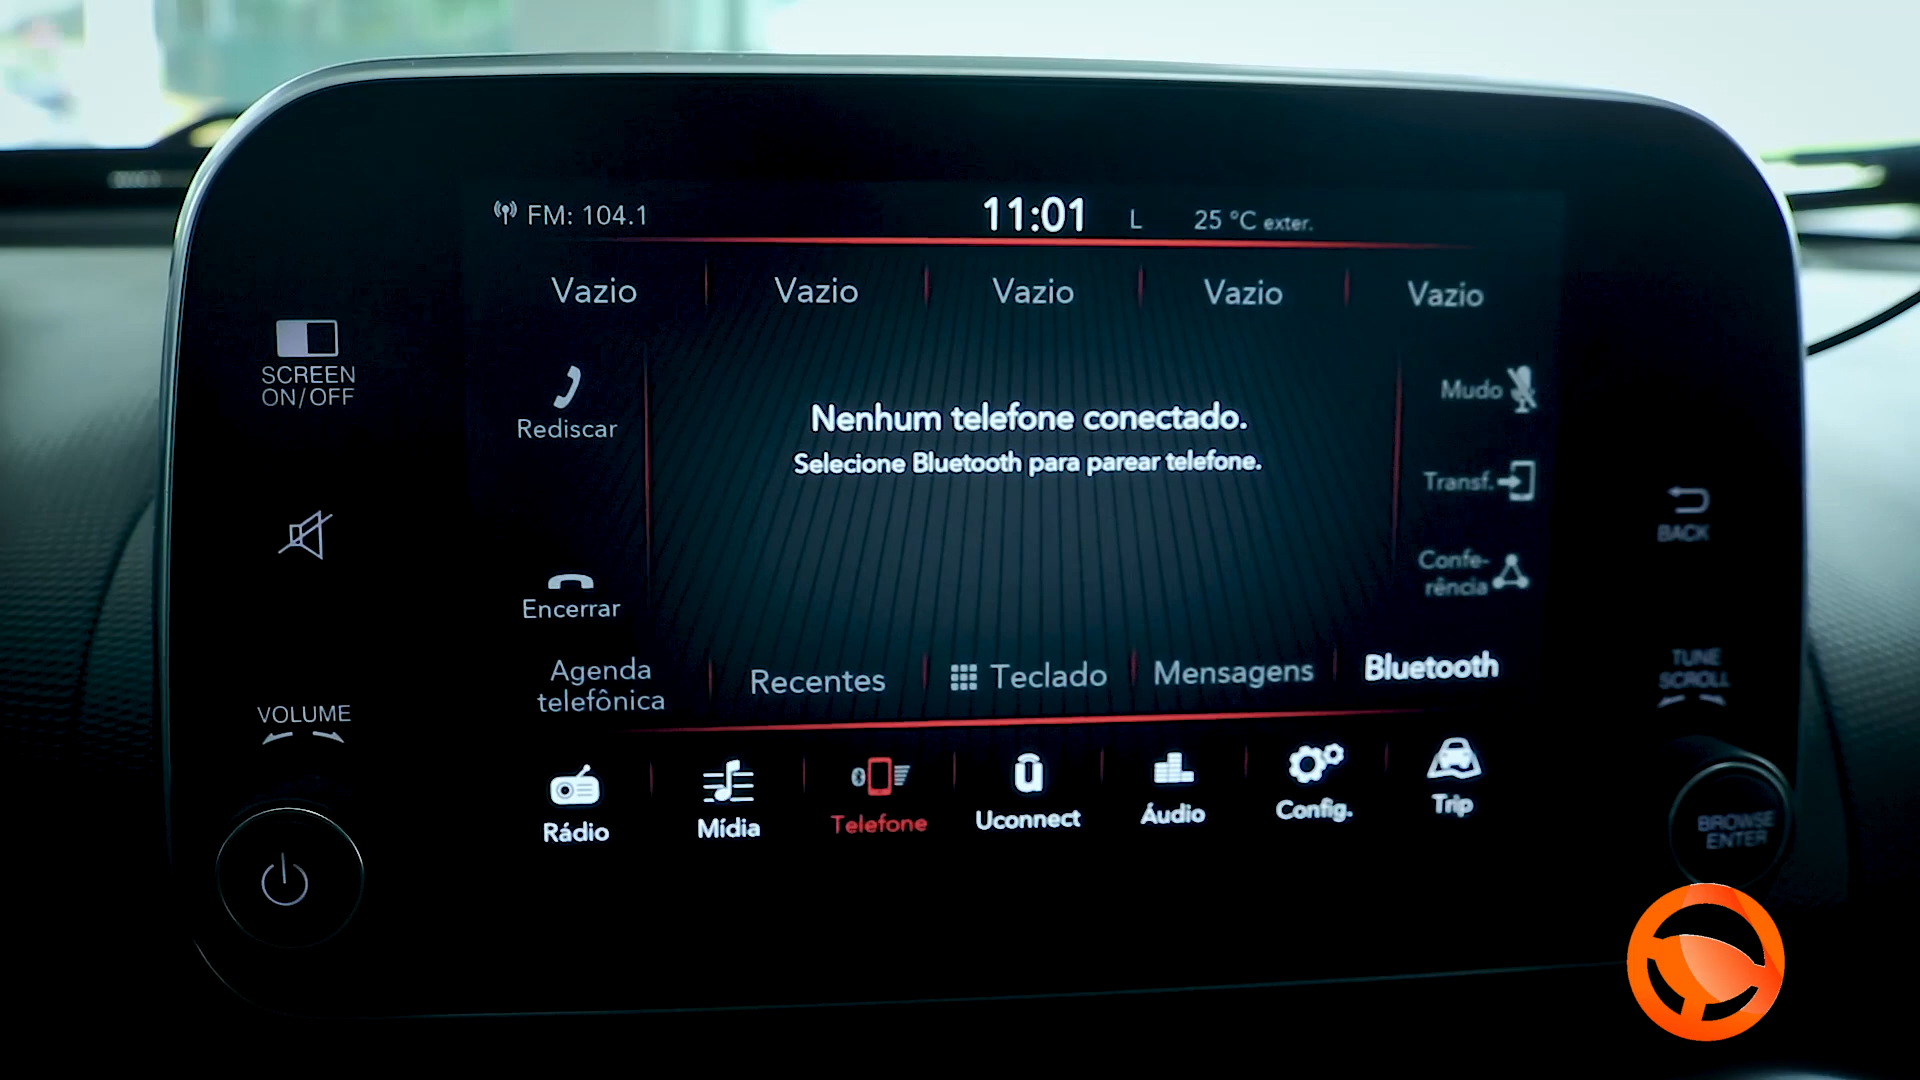 FM: 104.1
11:01
L
25 °C exter.
Vazio
Vazio
Vazio
Vazio
Vazio
SCREEN
ON/OFF
Rediscar
Nenhum telefone conectado.
Selecione Bluetooth para parear telefone.
Mudo
Transf.
BACK
Confe-
rência
Encerrar
Agenda
telefônica
Recentes
Teclado
Mensagens
Bluetooth
TUNE
SCROLL
VOLUME
Rádio
Mídia
Telefone
Uconnect
Áudio
Config.
Trip
BROWSE
ENTER